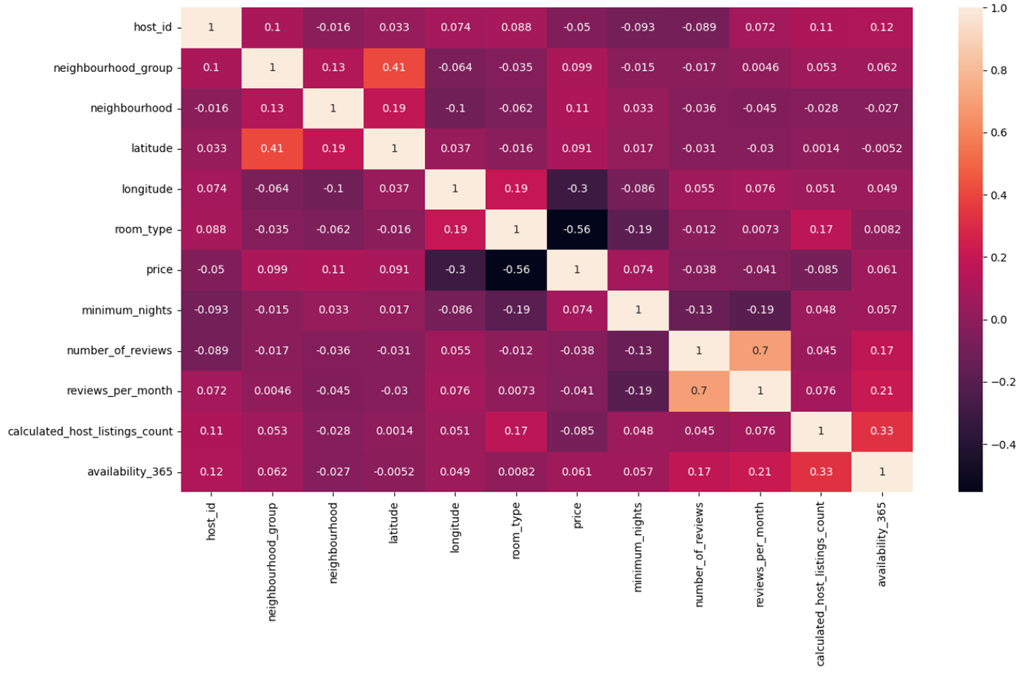 host_id 1 0.1 -0.016 0.033 0.074 0.088 -0.05 -0.093 -0.089 0.072 0.11 0.12
neighbourhood_group 0.1 1 0.13 0.41 -0.064 -0.035 0.099 -0.015 -0.017 0.0046 0.053 0.062
neighbourhood -0.016 0.13 1 0.19 -0.1 -0.062 0.11 0.033 -0.036 -0.045 -0.028 -0.027
latitude 0.033 0.41 0.19 1 0.037 -0.016 0.091 0.017 -0.031 -0.03 0.0014 -0.0052
longitude 0.074 -0.064 -0.1 0.037 1 0.19 -0.3 -0.086 0.055 0.076 0.051 0.049
room_type 0.088 -0.035 -0.062 -0.016 0.19 1 -0.56 -0.19 -0.012 0.0073 0.17 0.0082
price -0.05 0.099 0.11 0.091 -0.3 -0.56 1 0.074 -0.038 -0.041 -0.085 0.061
minimum_nights -0.093 -0.015 0.033 0.017 -0.086 -0.19 0.074 1 -0.13 -0.19 0.048 0.057
number_of_reviews -0.089 -0.017 -0.036 -0.031 0.055 -0.012 -0.038 -0.13 1 0.7 0.045 0.17
reviews_per_month 0.072 0.0046 -0.045 -0.03 0.076 0.0073 -0.041 -0.19 0.7 1 0.076 0.21
calculated_host_listings_count 0.11 0.053 -0.028 0.0014 0.051 0.17 -0.085 0.048 0.045 0.076 1 0.33
availability_365 0.12 0.062 -0.027 -0.0052 0.049 0.0082 0.061 0.057 0.17 0.21 0.33 1
host_id
neighbourhood_group
neighbourhood
latitude
longitude
room_type
price
minimum_nights
number_of_reviews
reviews_per_month
calculated_host_listings_count
availability_365
1.0
0.8
0.6
0.4
0.2
0.0
−0.2
−0.4